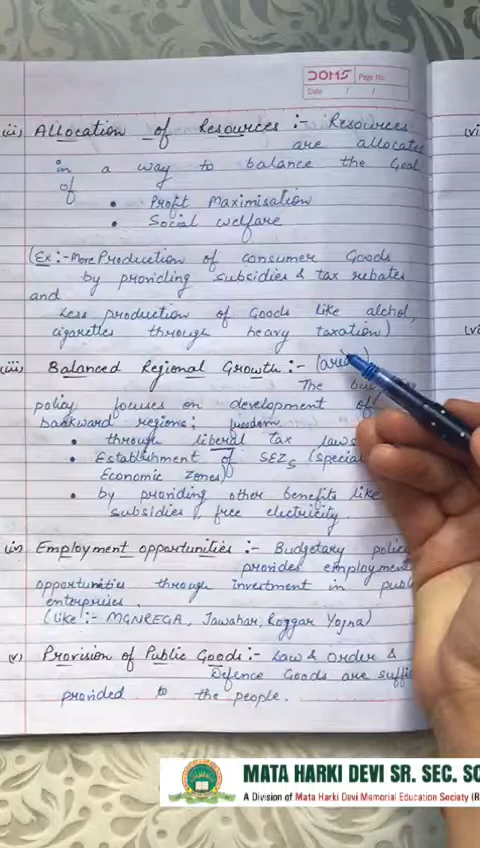 DOMS Page No.
Date / /
ii) Allocation of Resources :- Resources
are allocated
in a way to balance the Goal
of
• Profit Maximisation
• Social welfare
(Ex:- More Production of consumer Goods
by providing subsidies & tax rebates
and
Less production of Goods like alchol,
cigarettes through heavy taxation)
iii) Balanced Regional Growth :- (area)
The
policy focuses on development of
backward regions; freedom
• through liberal tax laws
• Establishment of SEZs (special
Economic Zones)
• by providing other benefits like
subsidies, free electricity.
(iv) Employment opportunities :- Budgetary policy
provides employment
opportunities through investment in public
enterprises.
(like :- MGNREGA, Jawahar, Rozgar Yojna)
(v) Provision of Public Goods :- Law & Order &
Defence Goods are
provided to the people.
MATA HARKI DEVI SR. SEC. SC
A Division of Mata Harki Devi Memorial Education Society (R